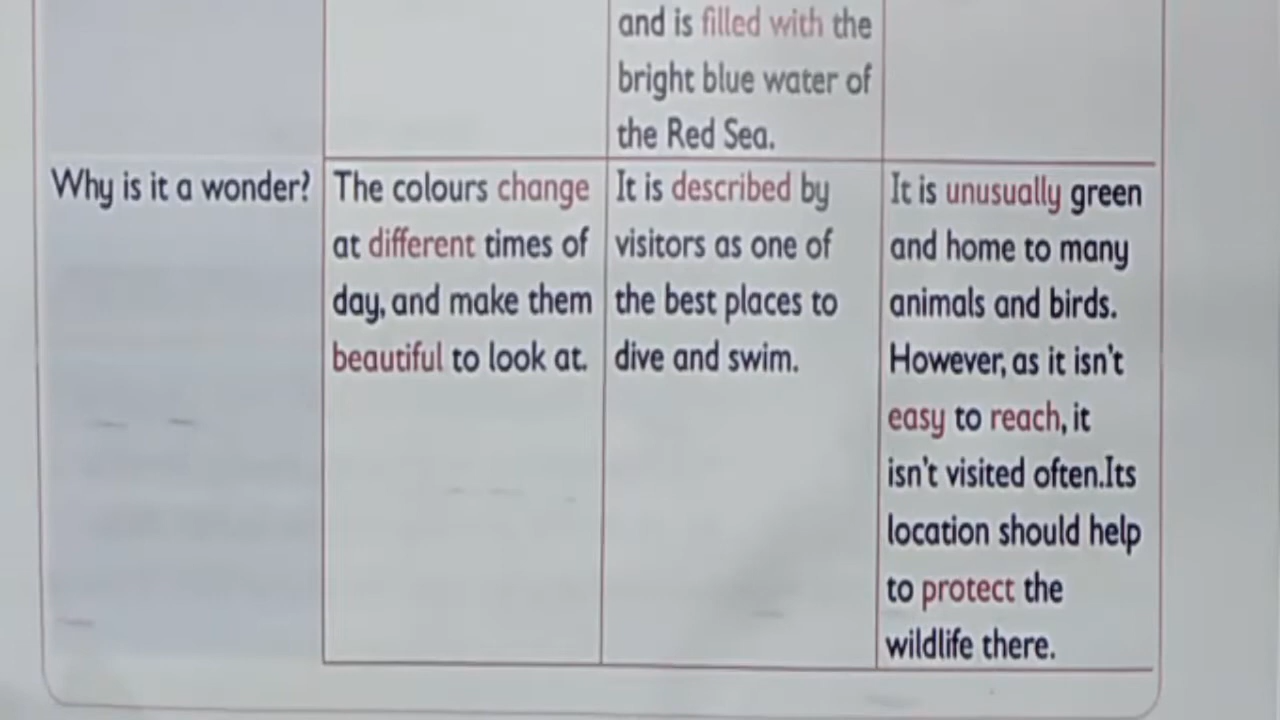 and is filled with the
bright blue water of
the Red Sea.
Why is it a wonder?
The colours change
at different times of
day, and make them
beautiful to look at.
It is described by
visitors as one of
the best places to
dive and swim.
It is unusually green
and home to many
animals and birds.
However, as it isn't
easy to reach, it
isn't visited often.Its
location should help
to protect the
wildlife there.